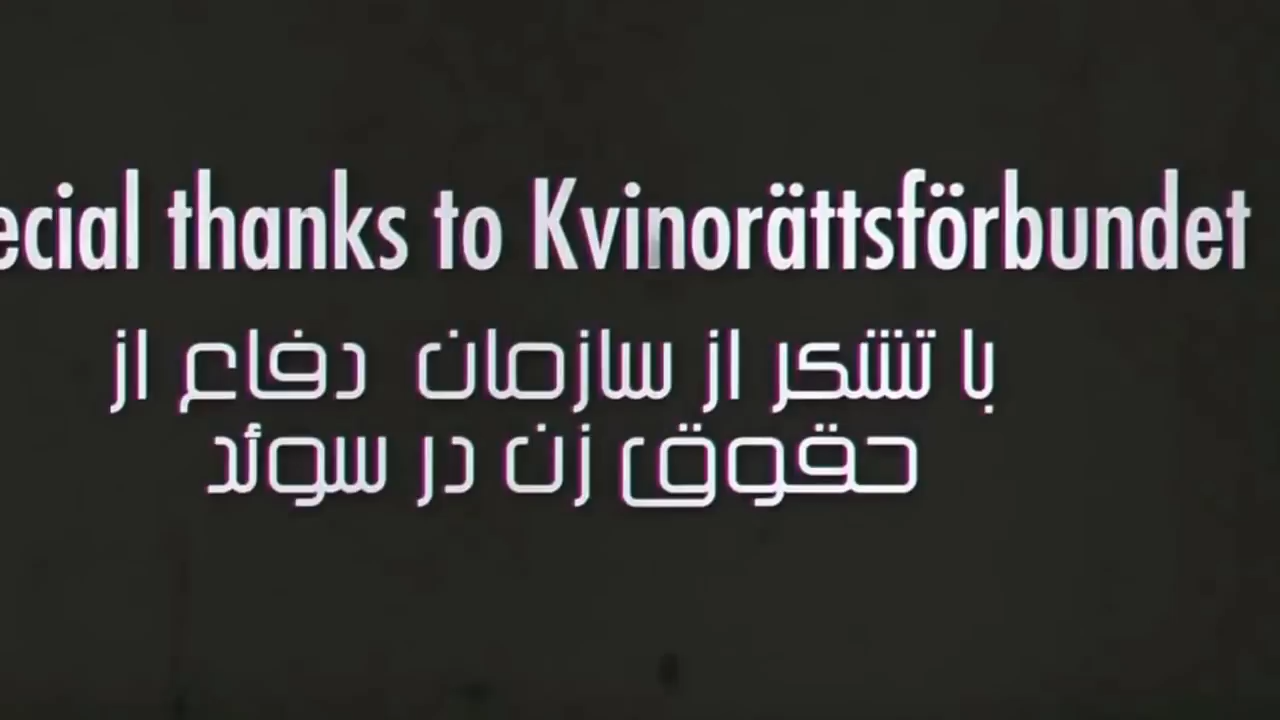 ecial thanks to Kvinorättsförbundet
با تشکر از سازمان دفاع از
حقوق زن در سوئد